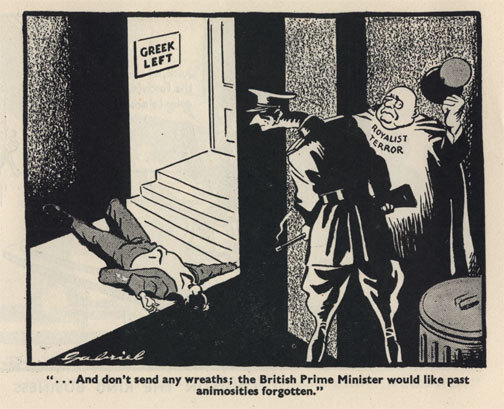 GREEK
LEFT
ROYALIST
TERROR
Gabriel
“. . . And don’t send any wreaths; the British Prime Minister would like past
animosities forgotten.”